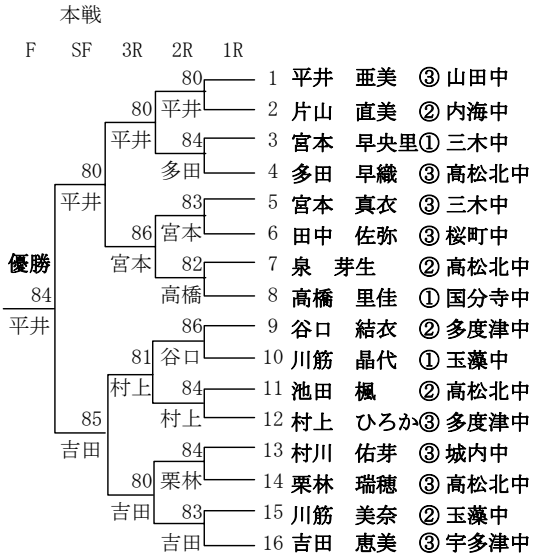 本戦
F SF 3R 2R 1R
80 1 平井 亜美 ③ 山田中
80 平井 2 片山 直美 ② 内海中
平井 84 3 宮本 早央里① 三木中
80 多田 4 多田 早織 ③ 高松北中
平井 83 5 宮本 真衣 ③ 三木中
86 宮本 6 田中 佐弥 ③ 桜町中
優勝 宮本 82 7 泉 芽生 ② 高松北中
84 高橋 8 高橋 里佳 ① 国分寺中
平井 86 9 谷口 結衣 ② 多度津中
81 谷口 10 川筋 晶代 ① 玉藻中
村上 84 11 池田 楓 ② 高松北中
85 村上 12 村上 ひろか③ 多度津中
吉田 84 13 村川 佑芽 ③ 城内中
80 栗林 14 栗林 瑞穂 ③ 高松北中
吉田 83 15 川筋 美奈 ② 玉藻中
吉田 16 吉田 恵美 ③ 宇多津中